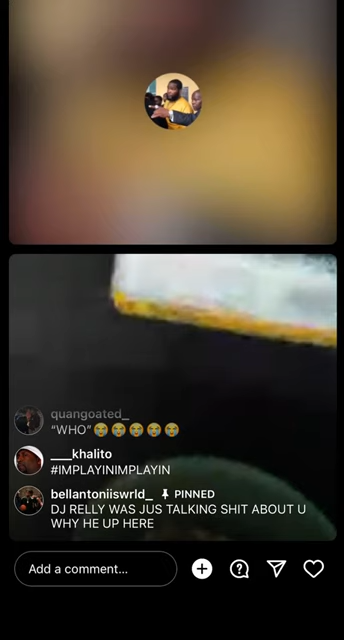 quangoated_
“WHO”😭😭😭😭😭
___khalito
#IMPLAYINIMPLAYIN
bellantoniiswrld_ PINNED
DJ RELLY WAS JUS TALKING SHIT ABOUT U
WHY HE UP HERE
Add a comment...